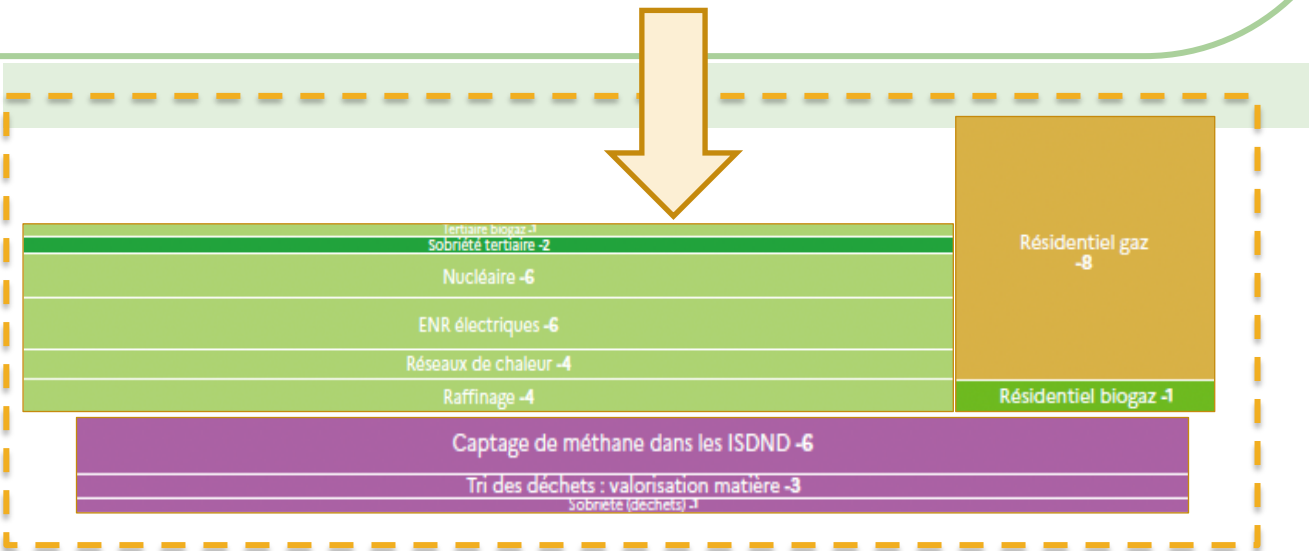 Tertiaire biogaz -1
Sobriété tertiaire -2
Nucléaire -6
ENR électriques -6
Réseaux de chaleur -4
Raffinage -4
Résidentiel gaz
-8
Résidentiel biogaz -1
Captage de méthane dans les ISDND -6
Tri des déchets : valorisation matière -3
Sobriété (déchets) -1